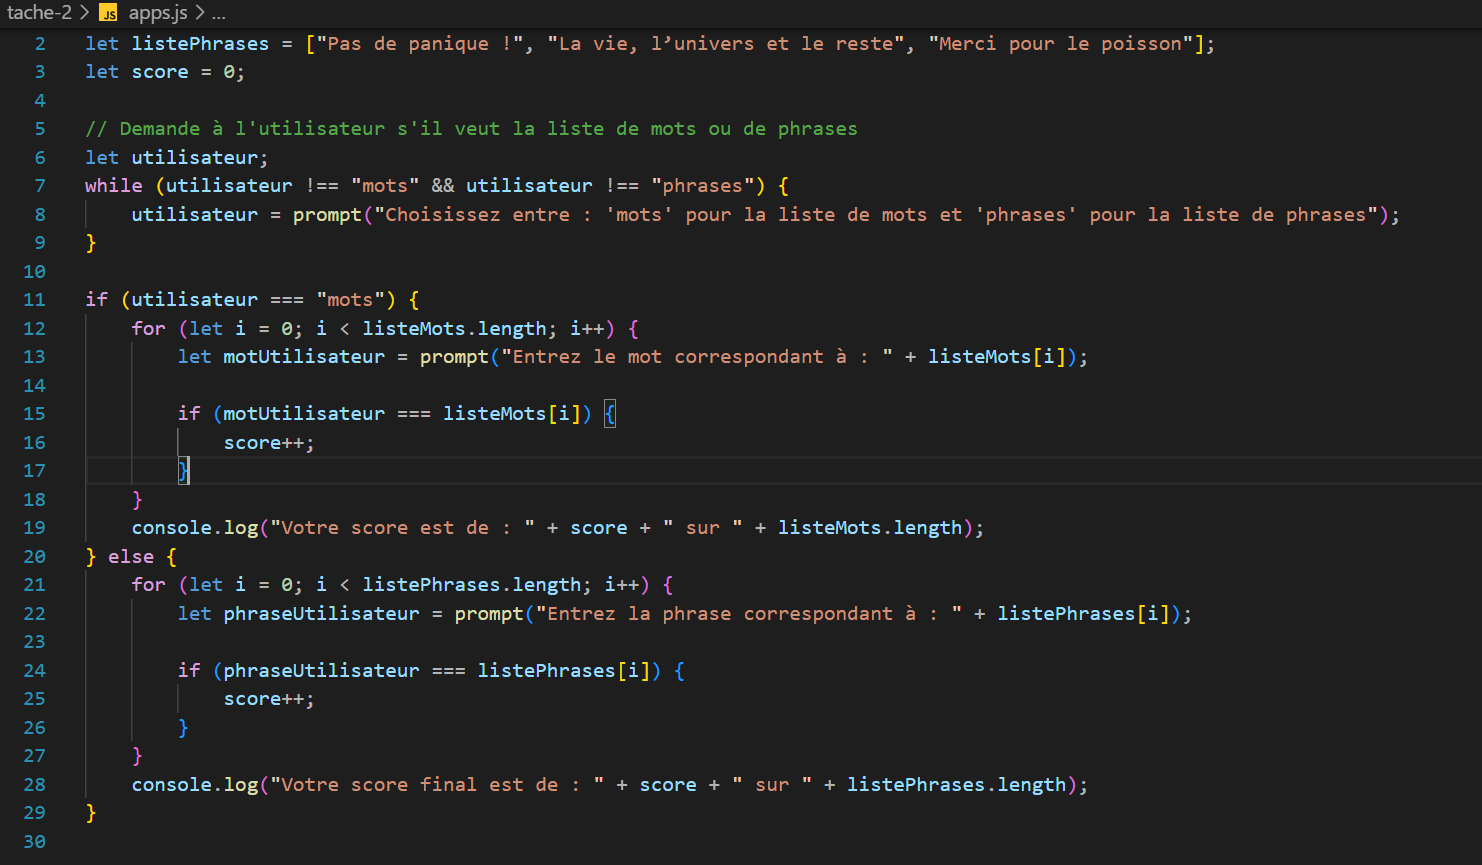 tache-2 > JS apps.js > ...
2 let listePhrases = ["Pas de panique !", "La vie, l’univers et le reste", "Merci pour le poisson"];
3 let score = 0;
4
5 // Demande à l'utilisateur s'il veut la liste de mots ou de phrases
6 let utilisateur;
7 while (utilisateur !== "mots" && utilisateur !== "phrases") {
8     utilisateur = prompt("Choisissez entre : 'mots' pour la liste de mots et 'phrases' pour la liste de phrases");
9 }
10
11 if (utilisateur === "mots") {
12     for (let i = 0; i < listeMots.length; i++) {
13         let motUtilisateur = prompt("Entrez le mot correspondant à : " + listeMots[i]);
14
15         if (motUtilisateur === listeMots[i]) {
16             score++;
17         }
18     }
19     console.log("Votre score est de : " + score + " sur " + listeMots.length);
20 } else {
21     for (let i = 0; i < listePhrases.length; i++) {
22         let phraseUtilisateur = prompt("Entrez la phrase correspondant à : " + listePhrases[i]);
23
24         if (phraseUtilisateur === listePhrases[i]) {
25             score++;
26         }
27     }
28     console.log("Votre score final est de : " + score + " sur " + listePhrases.length);
29 }
30